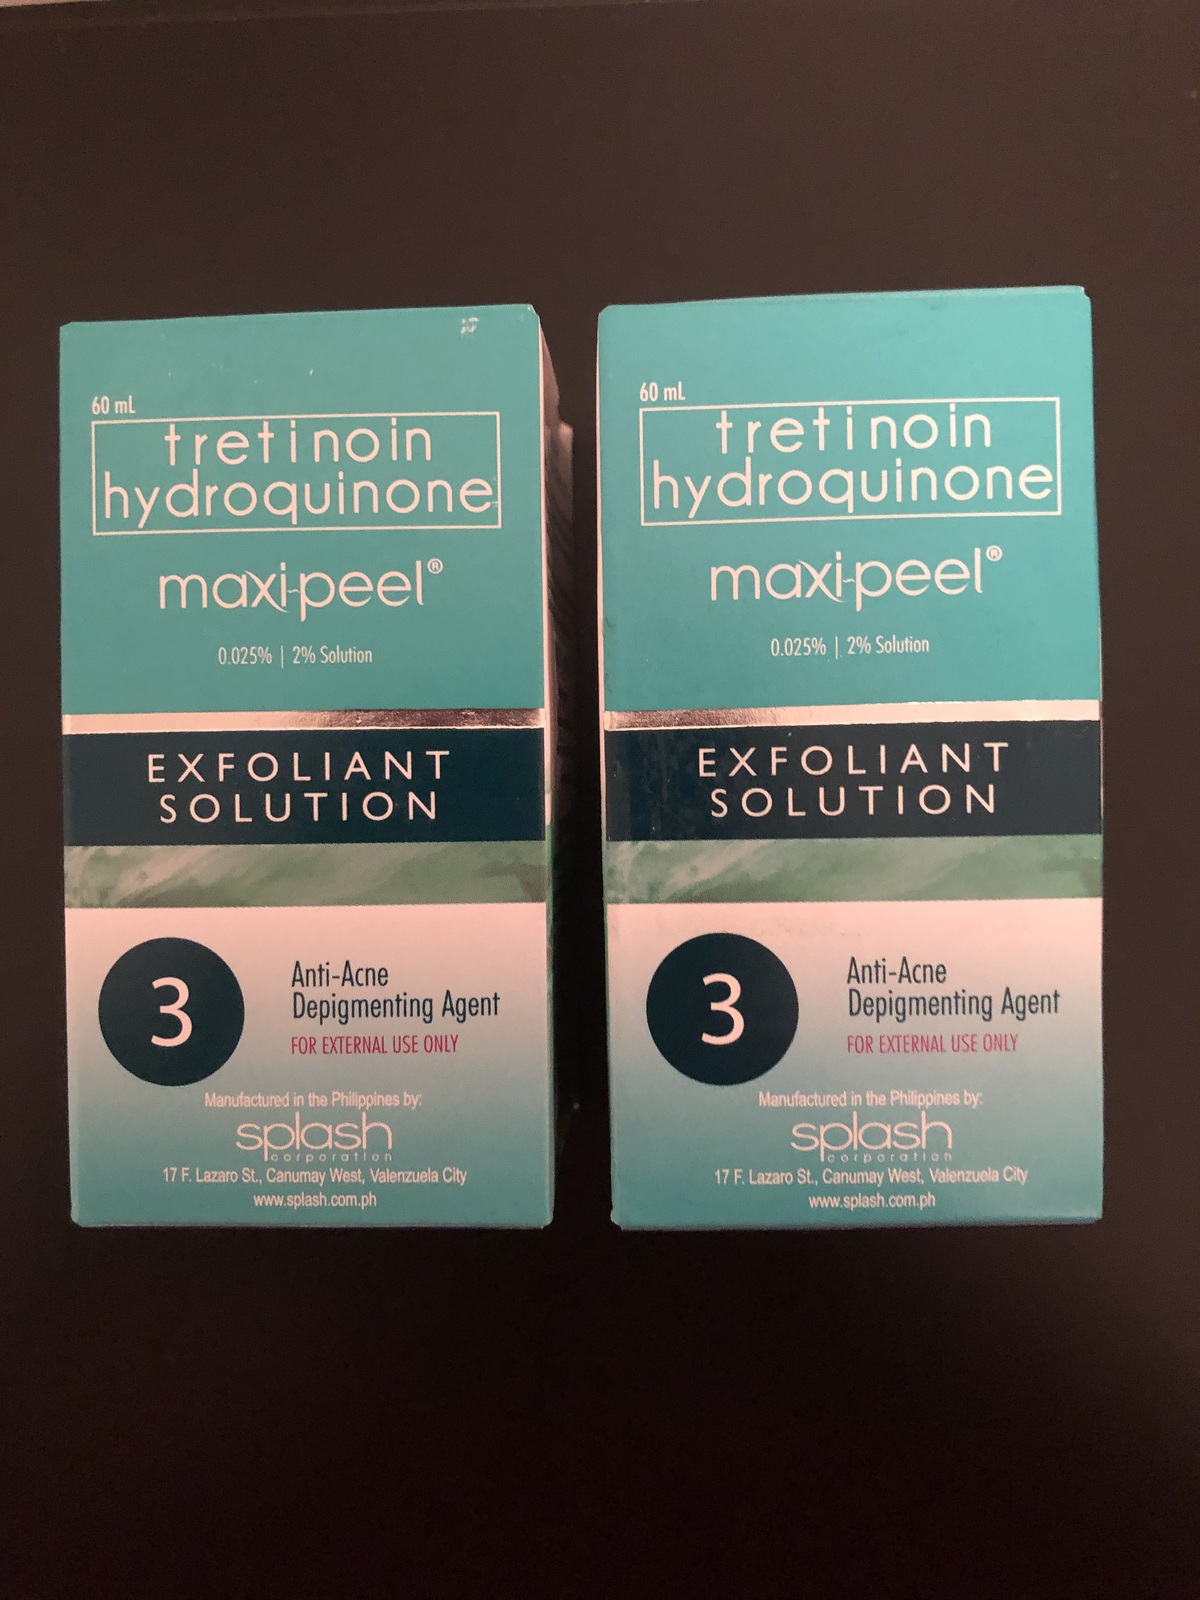 60 mL
tretinoin
hydroquinone
maxi-peel®
0.025% | 2% Solution
EXFOLIANT
SOLUTION
3
Anti-Acne
Depigmenting Agent
FOR EXTERNAL USE ONLY
Manufactured in the Philippines by:
splash
corporation
17 F. Lazaro St., Canumay West, Valenzuela City
www.splash.com.ph
60 mL
tretinoin
hydroquinone
maxi-peel®
0.025% | 2% Solution
EXFOLIANT
SOLUTION
3
Anti-Acne
Depigmenting Agent
FOR EXTERNAL USE ONLY
Manufactured in the Philippines by:
splash
corporation
17 F. Lazaro St., Canumay West, Valenzuela City
www.splash.com.ph